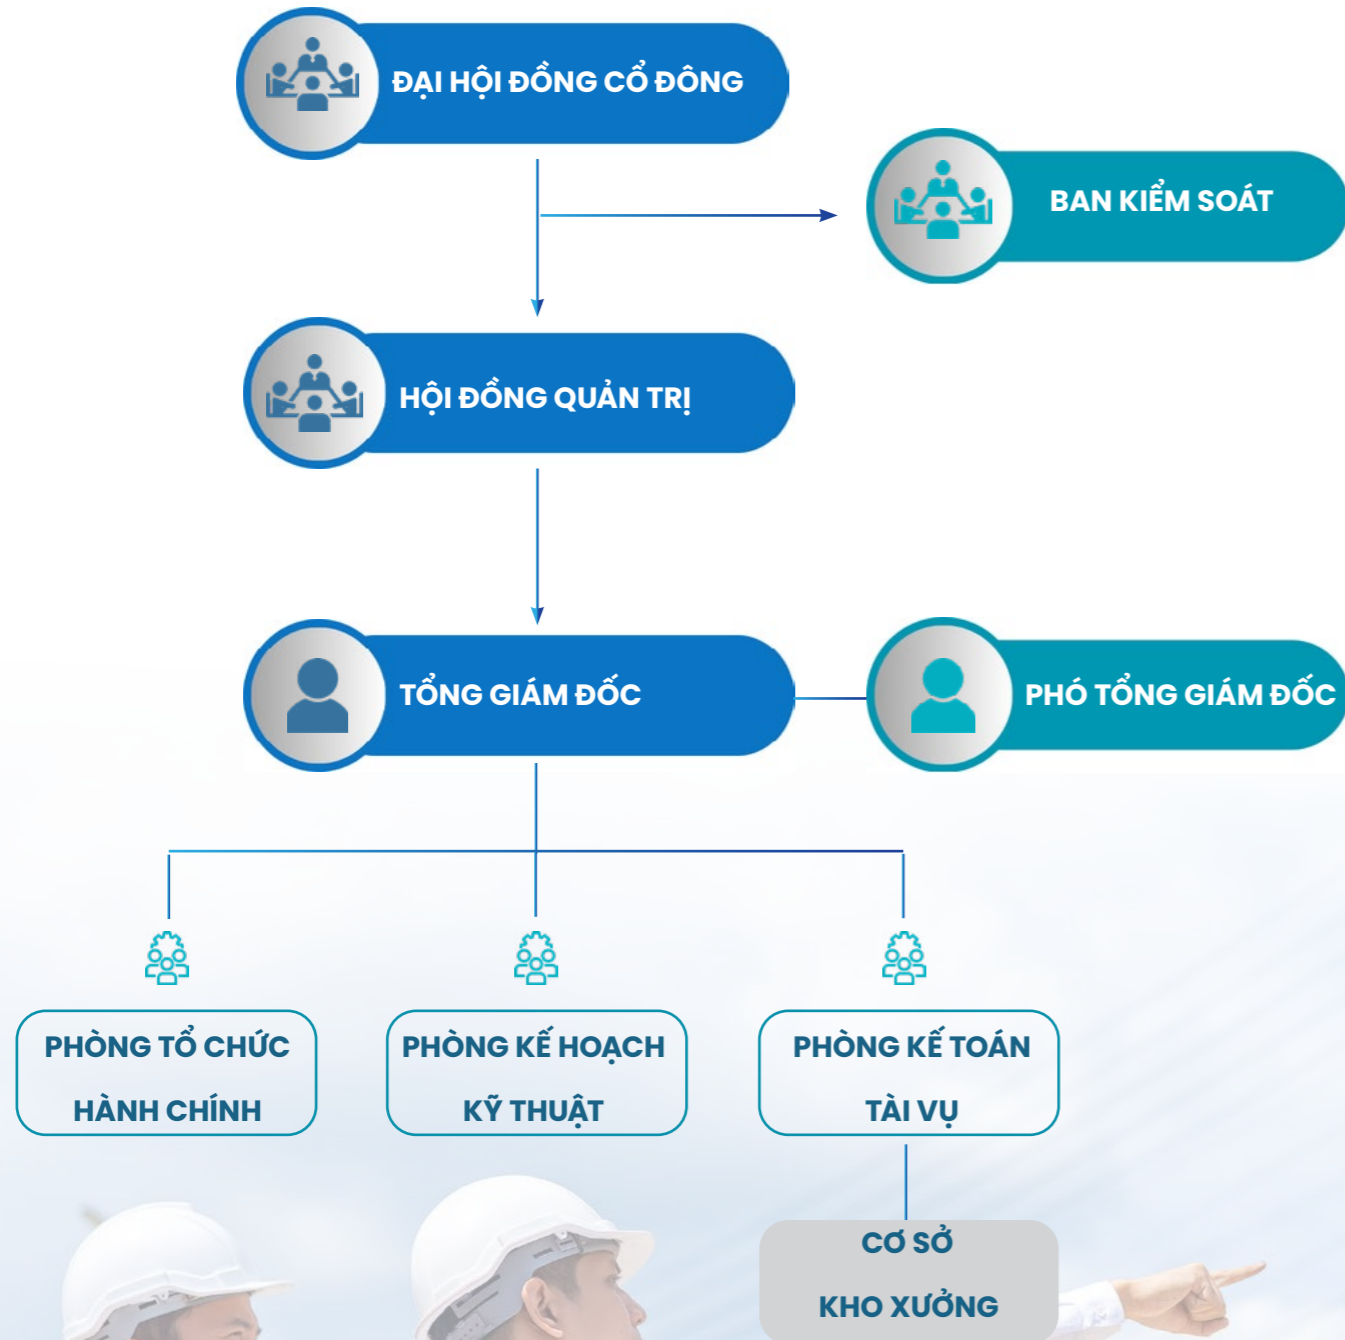 ĐẠI HỘI ĐỒNG CỔ ĐÔNG
BAN KIỂM SOÁT
HỘI ĐỒNG QUẢN TRỊ
TỔNG GIÁM ĐỐC
PHÓ TỔNG GIÁM ĐỐC
PHÒNG TỔ CHỨC
HÀNH CHÍNH
PHÒNG KẾ HOẠCH
KỸ THUẬT
PHÒNG KẾ TOÁN
TÀI VỤ
CƠ SỞ
KHO XƯỞNG